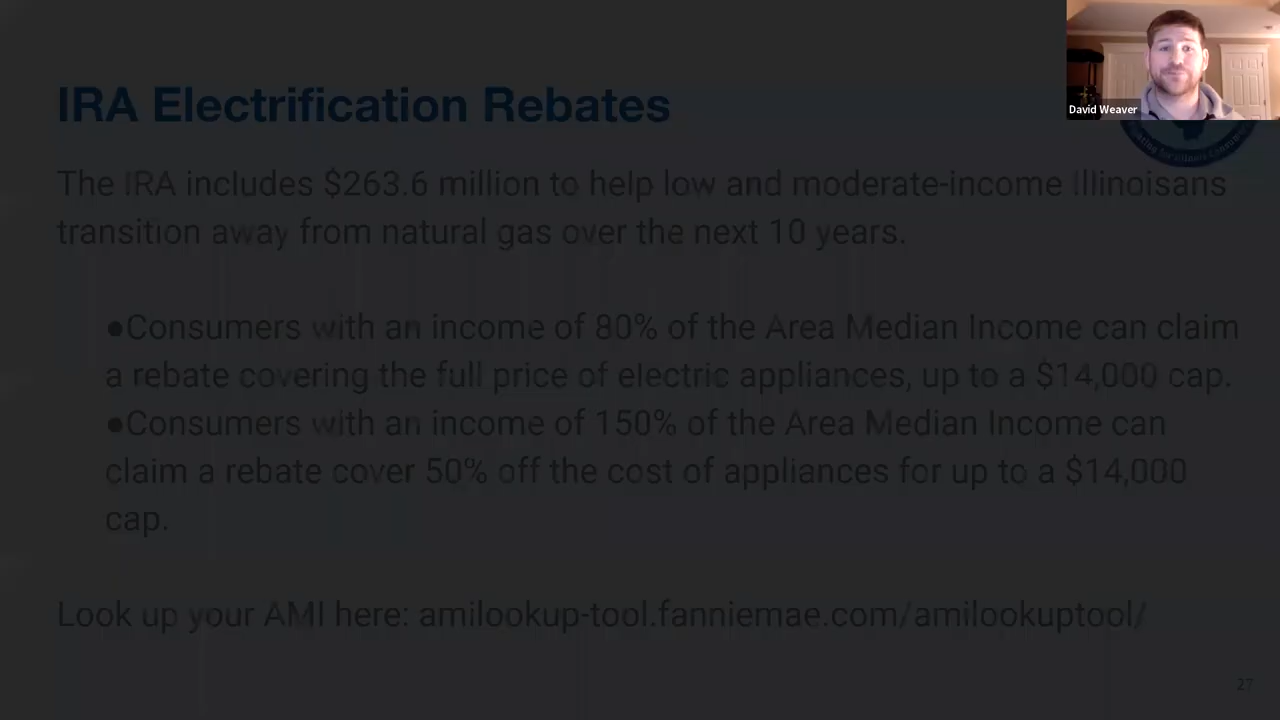 IRA Electrification Rebates
David Weaver
The IRA includes $263.6 million to help low and moderate-income Illinoisans
transition away from natural gas over the next 10 years.
●Consumers with an income of 80% of the Area Median Income can claim
a rebate covering the full price of electric appliances, up to a $14,000 cap.
●Consumers with an income of 150% of the Area Median Income can
claim a rebate cover 50% off the cost of appliances for up to a $14,000
cap.
Look up your AMI here: amilookup-tool.fanniemae.com/amilookuptool/
27